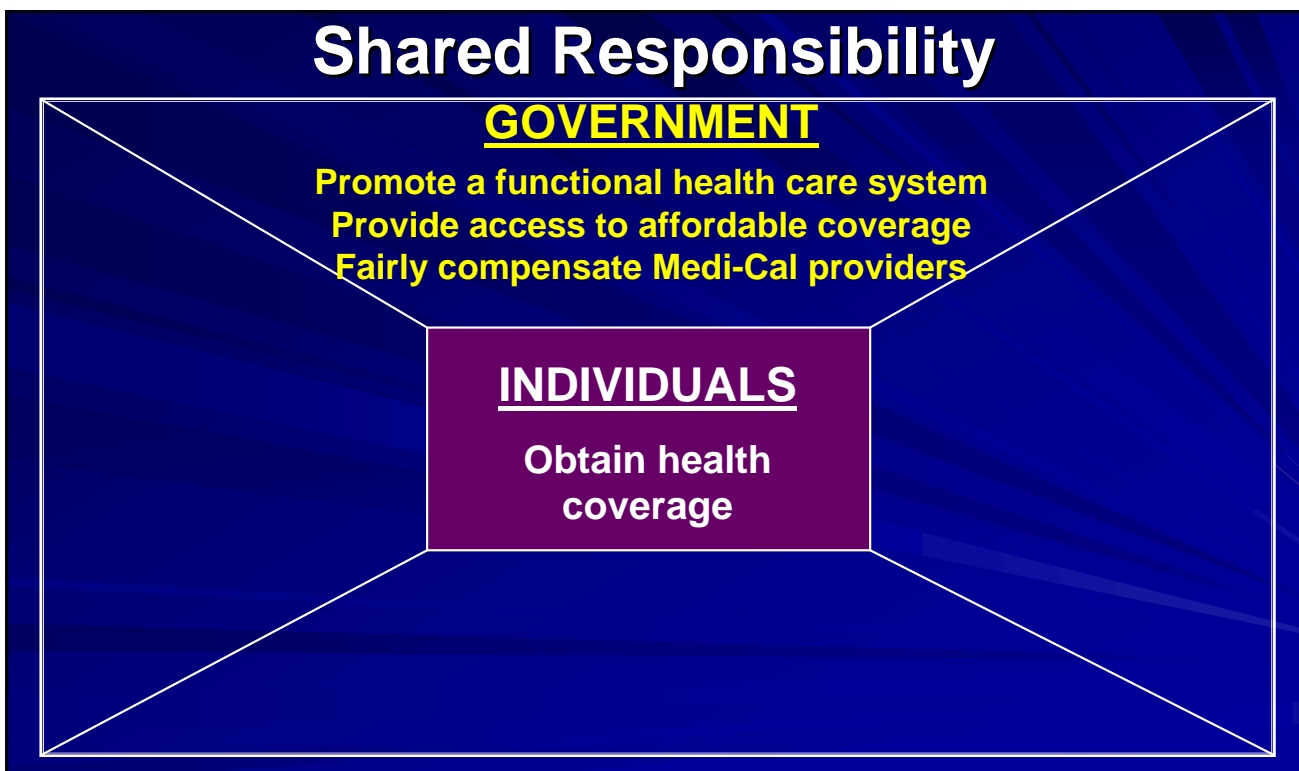 Shared Responsibility
GOVERNMENT
Promote a functional health care system
Provide access to affordable coverage
Fairly compensate Medi-Cal providers
INDIVIDUALS
Obtain health
coverage